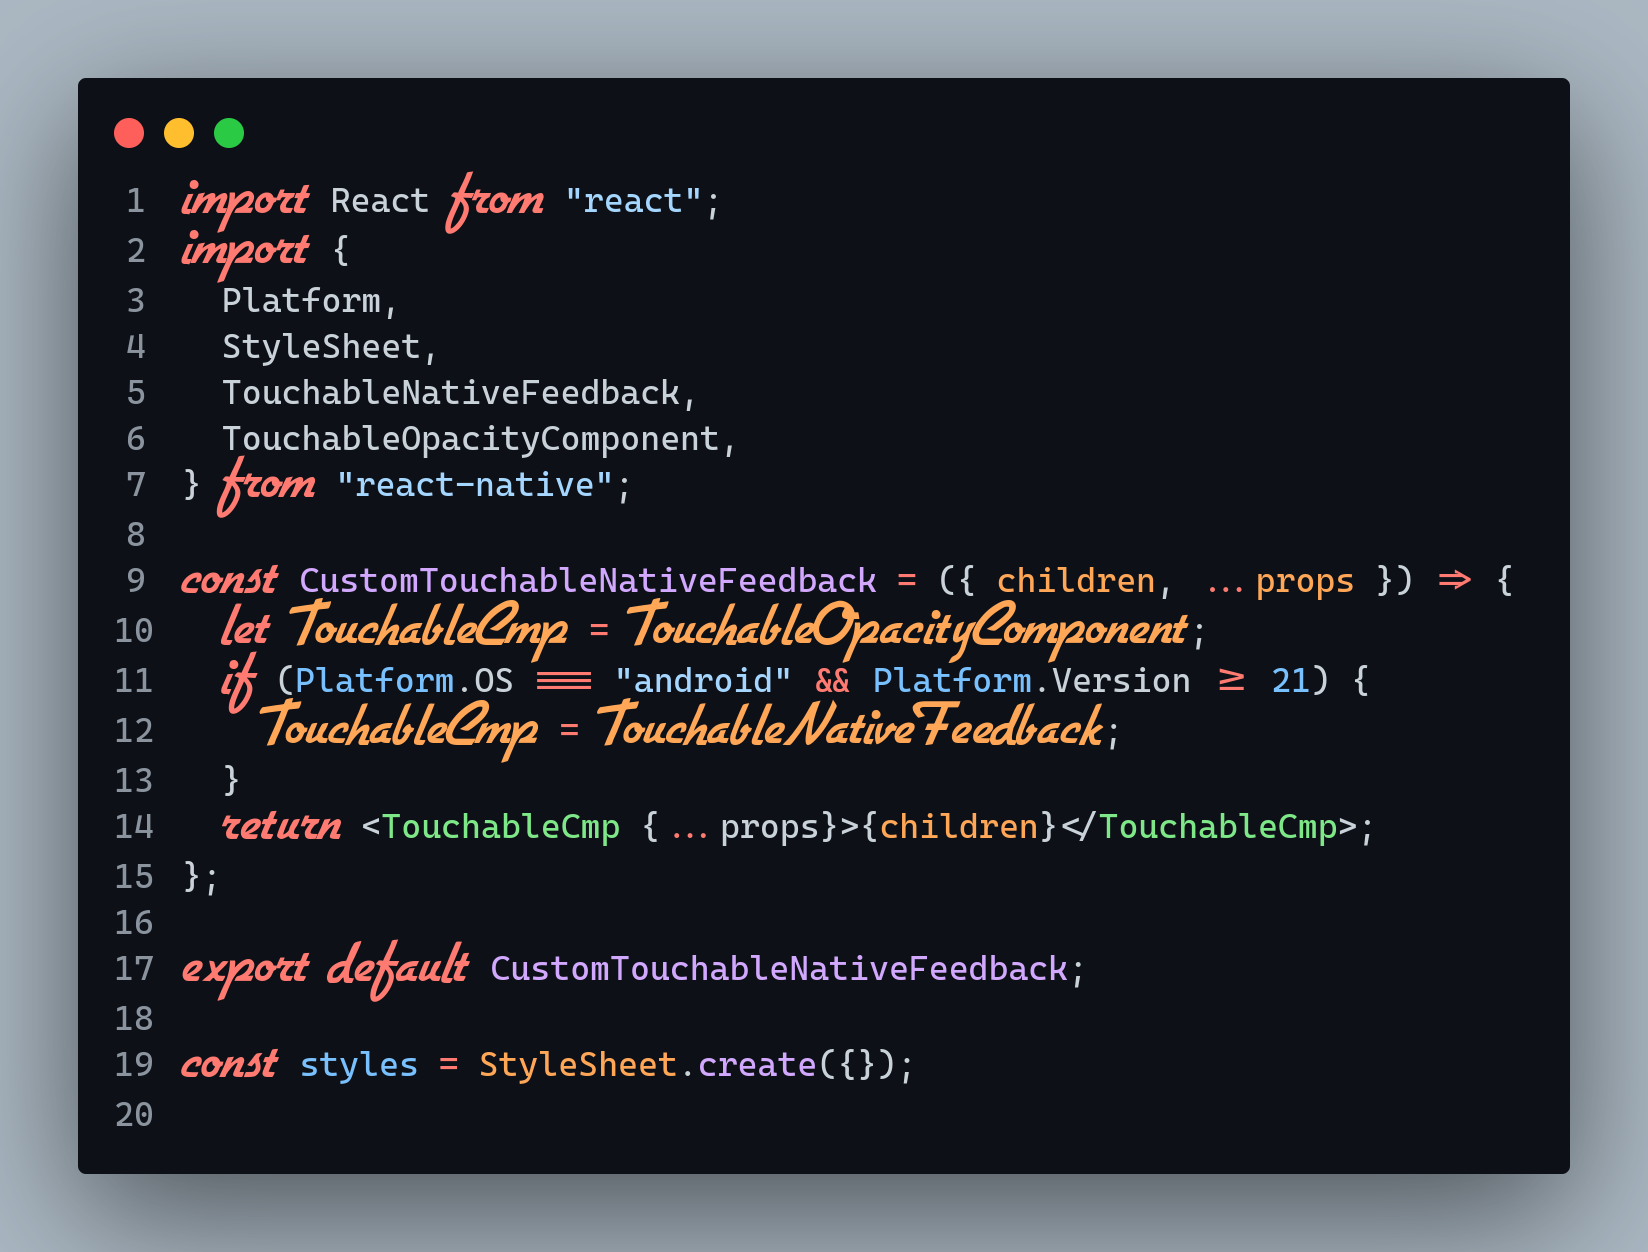 1 import React from "react";
2 import {
3   Platform,
4   StyleSheet,
5   TouchableNativeFeedback,
6   TouchableOpacityComponent,
7 } from "react-native";
8
9 const CustomTouchableNativeFeedback = ({ children, ...props }) => {
10   let TouchableCmp = TouchableOpacityComponent;
11   if (Platform.OS === "android" && Platform.Version >= 21) {
12     TouchableCmp = TouchableNativeFeedback;
13   }
14   return <TouchableCmp {...props}>{children}</TouchableCmp>;
15 };
16
17 export default CustomTouchableNativeFeedback;
18
19 const styles = StyleSheet.create({});
20